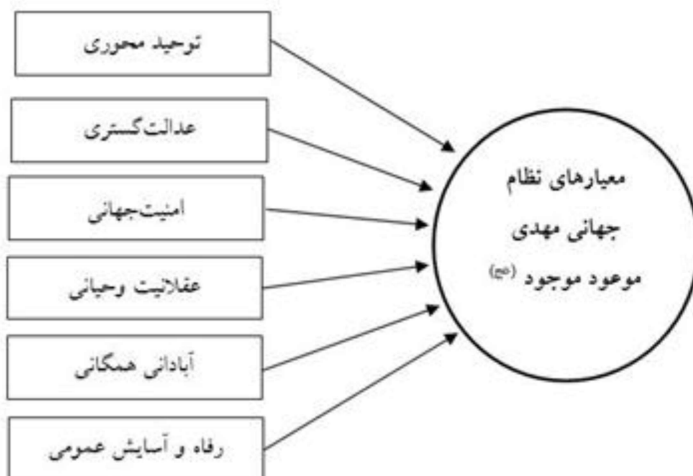 توحید محوری
عدالت‌گستری
امنیت‌جهانی
عقلانیت وحیانی
آبادانی همگانی
رفاه و آسایش عمومی
معیارهای نظام
جهانی مهدی
موعود موجود (عج)